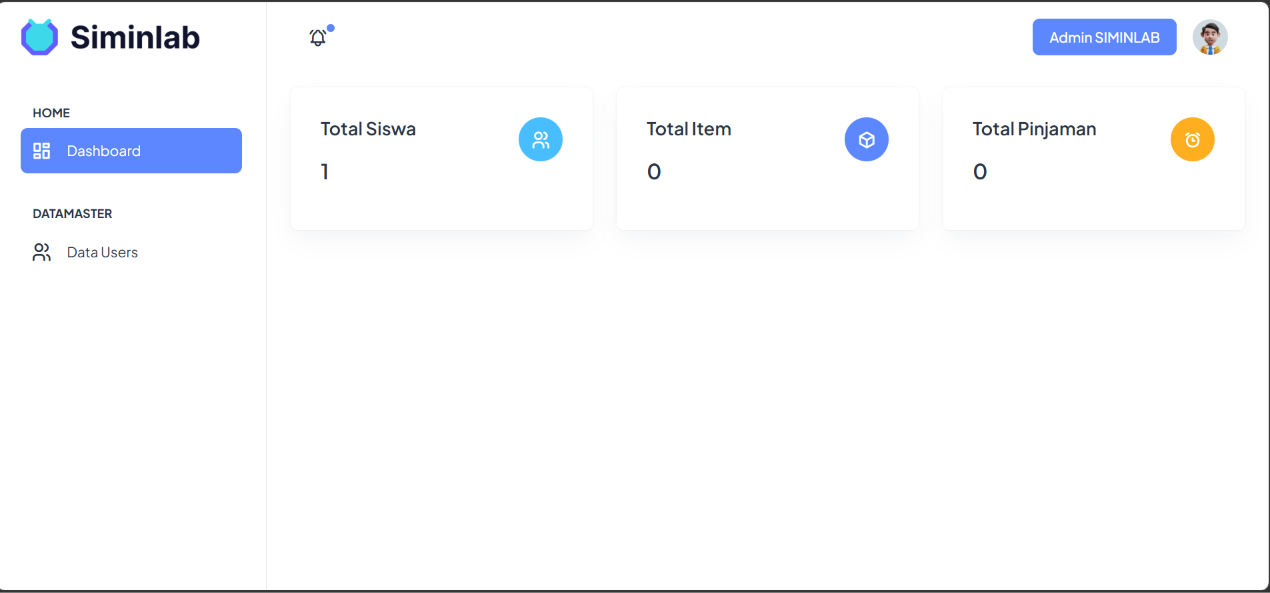 Siminlab
Admin SIMINLAB
HOME
Dashboard
DATAMASTER
Data Users
Total Siswa
1
Total Item
0
Total Pinjaman
0